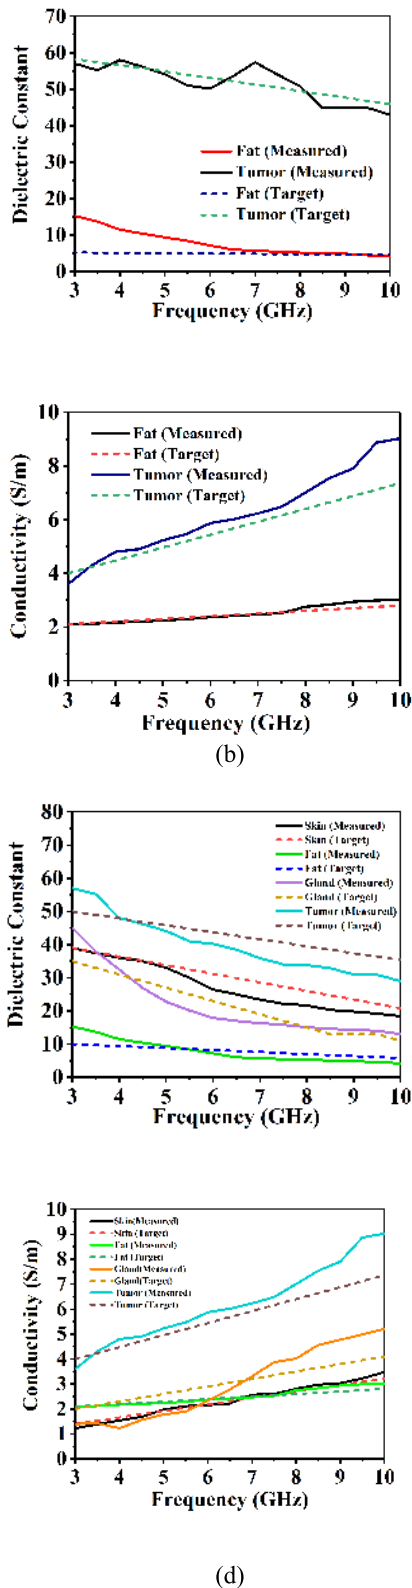 70
60
50
40
30
20
10
0
Dielectric Constant
Fat (Measured)
Tumor (Measured)
Fat (Target)
Tumor (Target)
3 4 5 6 7 8 9 10
Frequency (GHz)
10
8
6
4
2
0
Conductivity (S/m)
Fat (Measured)
Fat (Target)
Tumor (Measured)
Tumor (Target)
3 4 5 6 7 8 9 10
Frequency (GHz)
(b)
80
70
60
50
40
30
20
10
0
Dielectric Constant
Skin (Measured)
Skin (Target)
Fat (Measured)
Fat (Target)
Gland (Measured)
Gland (Target)
Tumor (Measured)
Tumor (Target)
3 4 5 6 7 8 9 10
Frequency (GHz)
10
9
8
7
6
5
4
3
2
1
0
Conductivity (S/m)
Skin(Measured)
Skin (Target)
Fat (Measured)
Fat (Target)
Gland(Measured)
Gland(Target)
Tumor (Measured)
Tumor (Target)
3 4 5 6 7 8 9 10
Frequency (GHz)
(d)